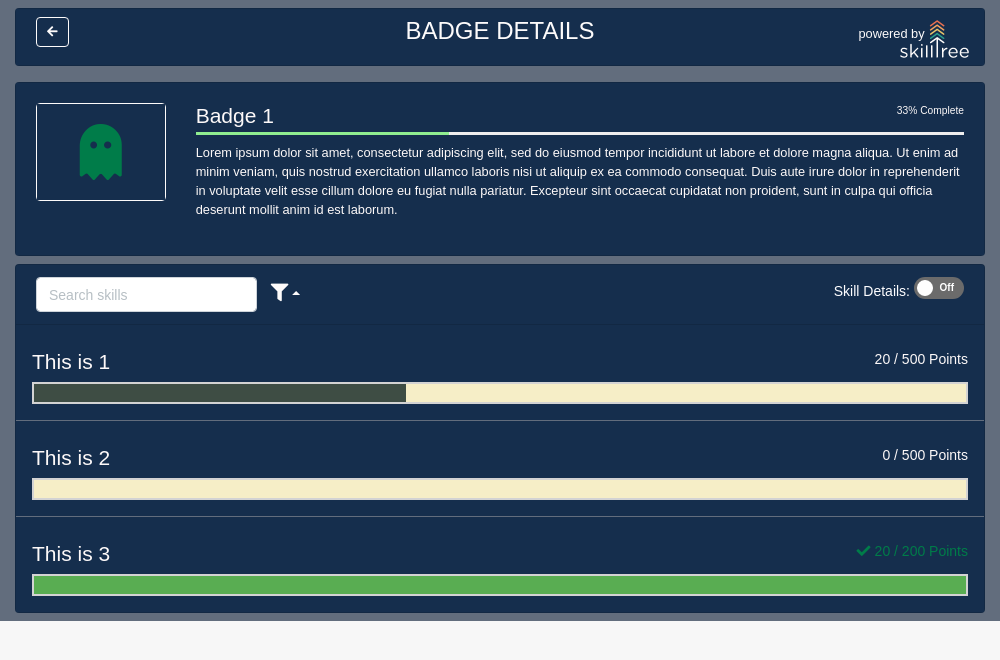 BADGE DETAILS
powered by
skilltree
Badge 1
33% Complete
Lorem ipsum dolor sit amet, consectetur adipiscing elit, sed do eiusmod tempor incididunt ut labore et dolore magna aliqua. Ut enim ad
minim veniam, quis nostrud exercitation ullamco laboris nisi ut aliquip ex ea commodo consequat. Duis aute irure dolor in reprehenderit
in voluptate velit esse cillum dolore eu fugiat nulla pariatur. Excepteur sint occaecat cupidatat non proident, sunt in culpa qui officia
deserunt mollit anim id est laborum.
Search skills
Skill Details: Off
This is 1
20 / 500 Points
This is 2
0 / 500 Points
This is 3
20 / 200 Points